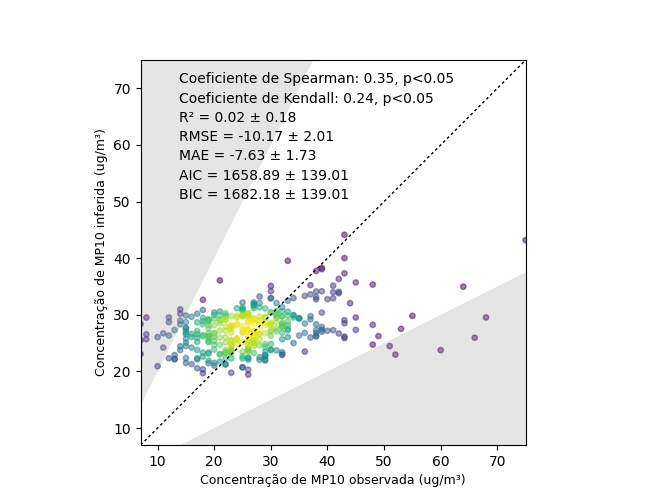 Coeficiente de Spearman: 0.35, p<0.05
Coeficiente de Kendall: 0.24, p<0.05
R² = 0.02 ± 0.18
RMSE = -10.17 ± 2.01
MAE = -7.63 ± 1.73
AIC = 1658.89 ± 139.01
BIC = 1682.18 ± 139.01
70
60
50
40
30
20
10
Concentração de MP10 inferida (ug/m³)
10 20 30 40 50 60 70
Concentração de MP10 observada (ug/m³)